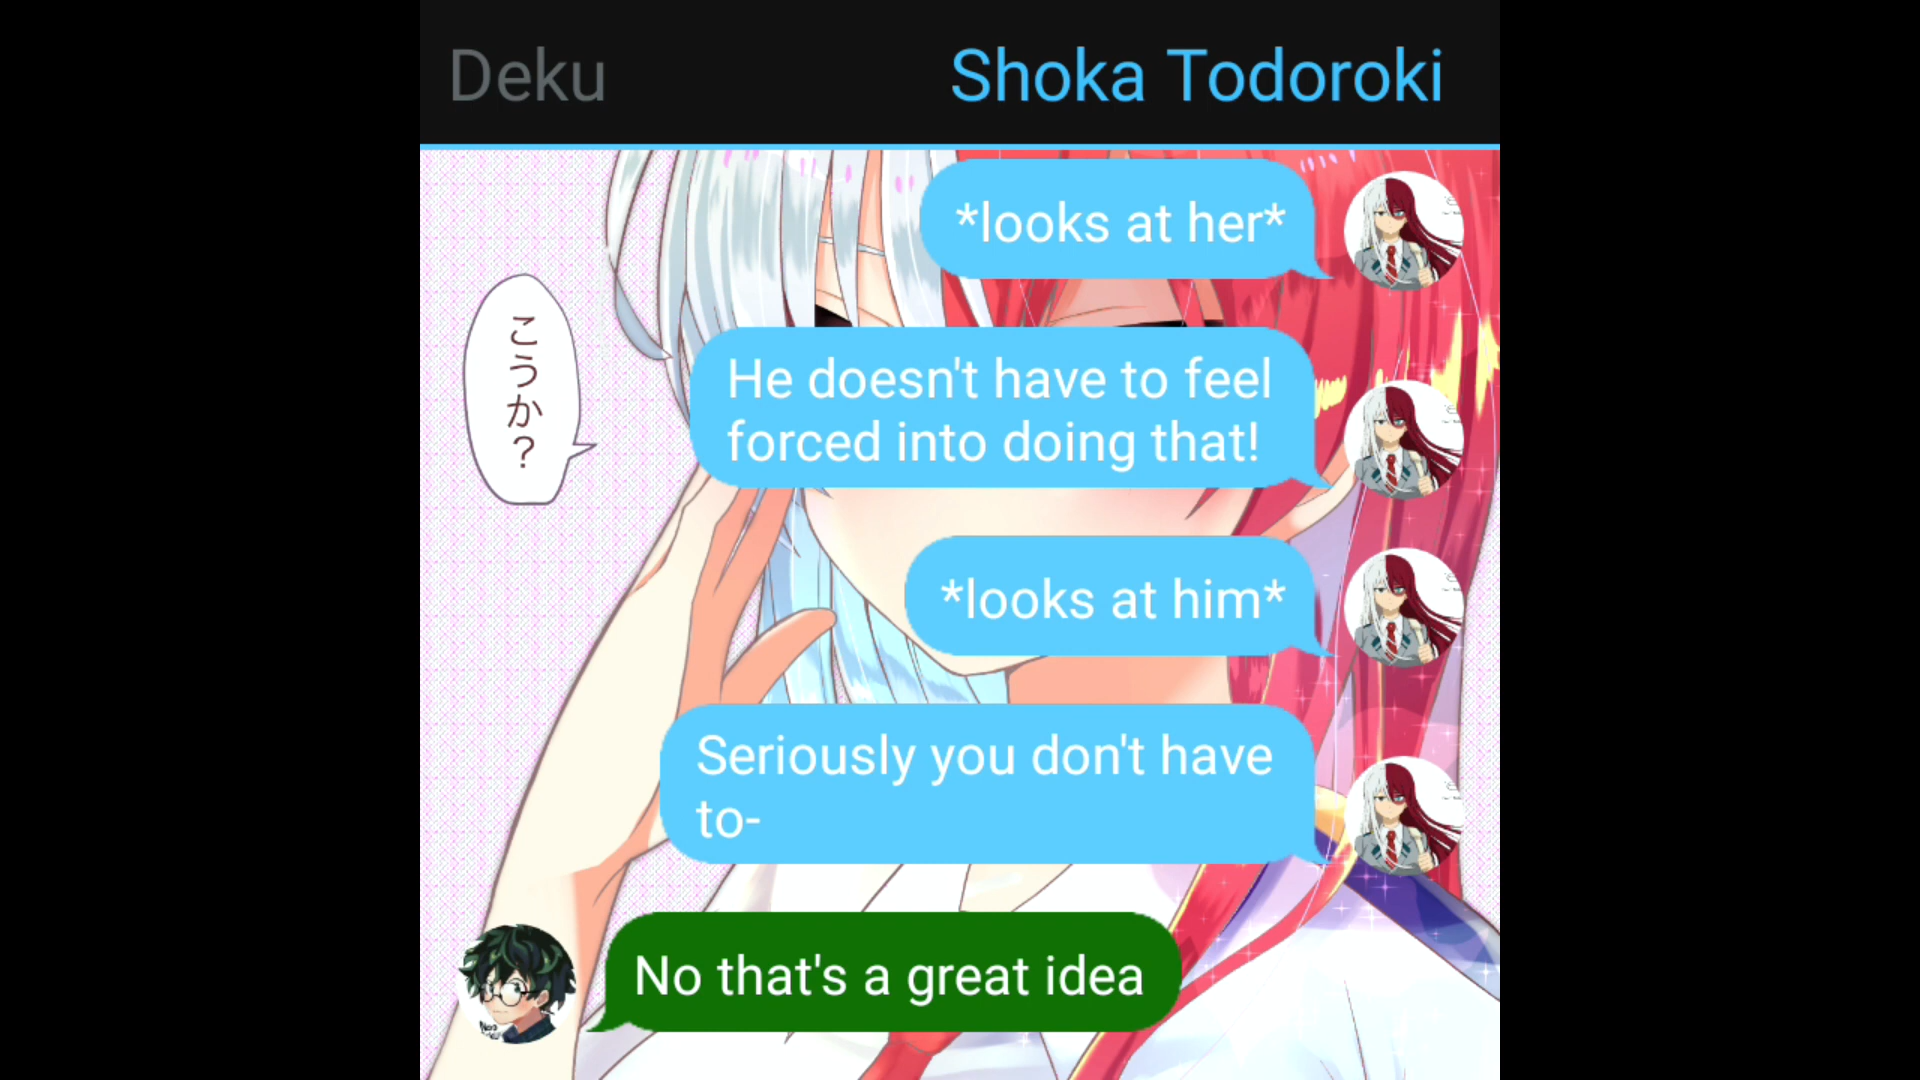 Deku
Shoka Todoroki
*looks at her*
こうか?
He doesn't have to feel
forced into doing that!
*looks at him*
Seriously you don't have
to-
No that's a great idea